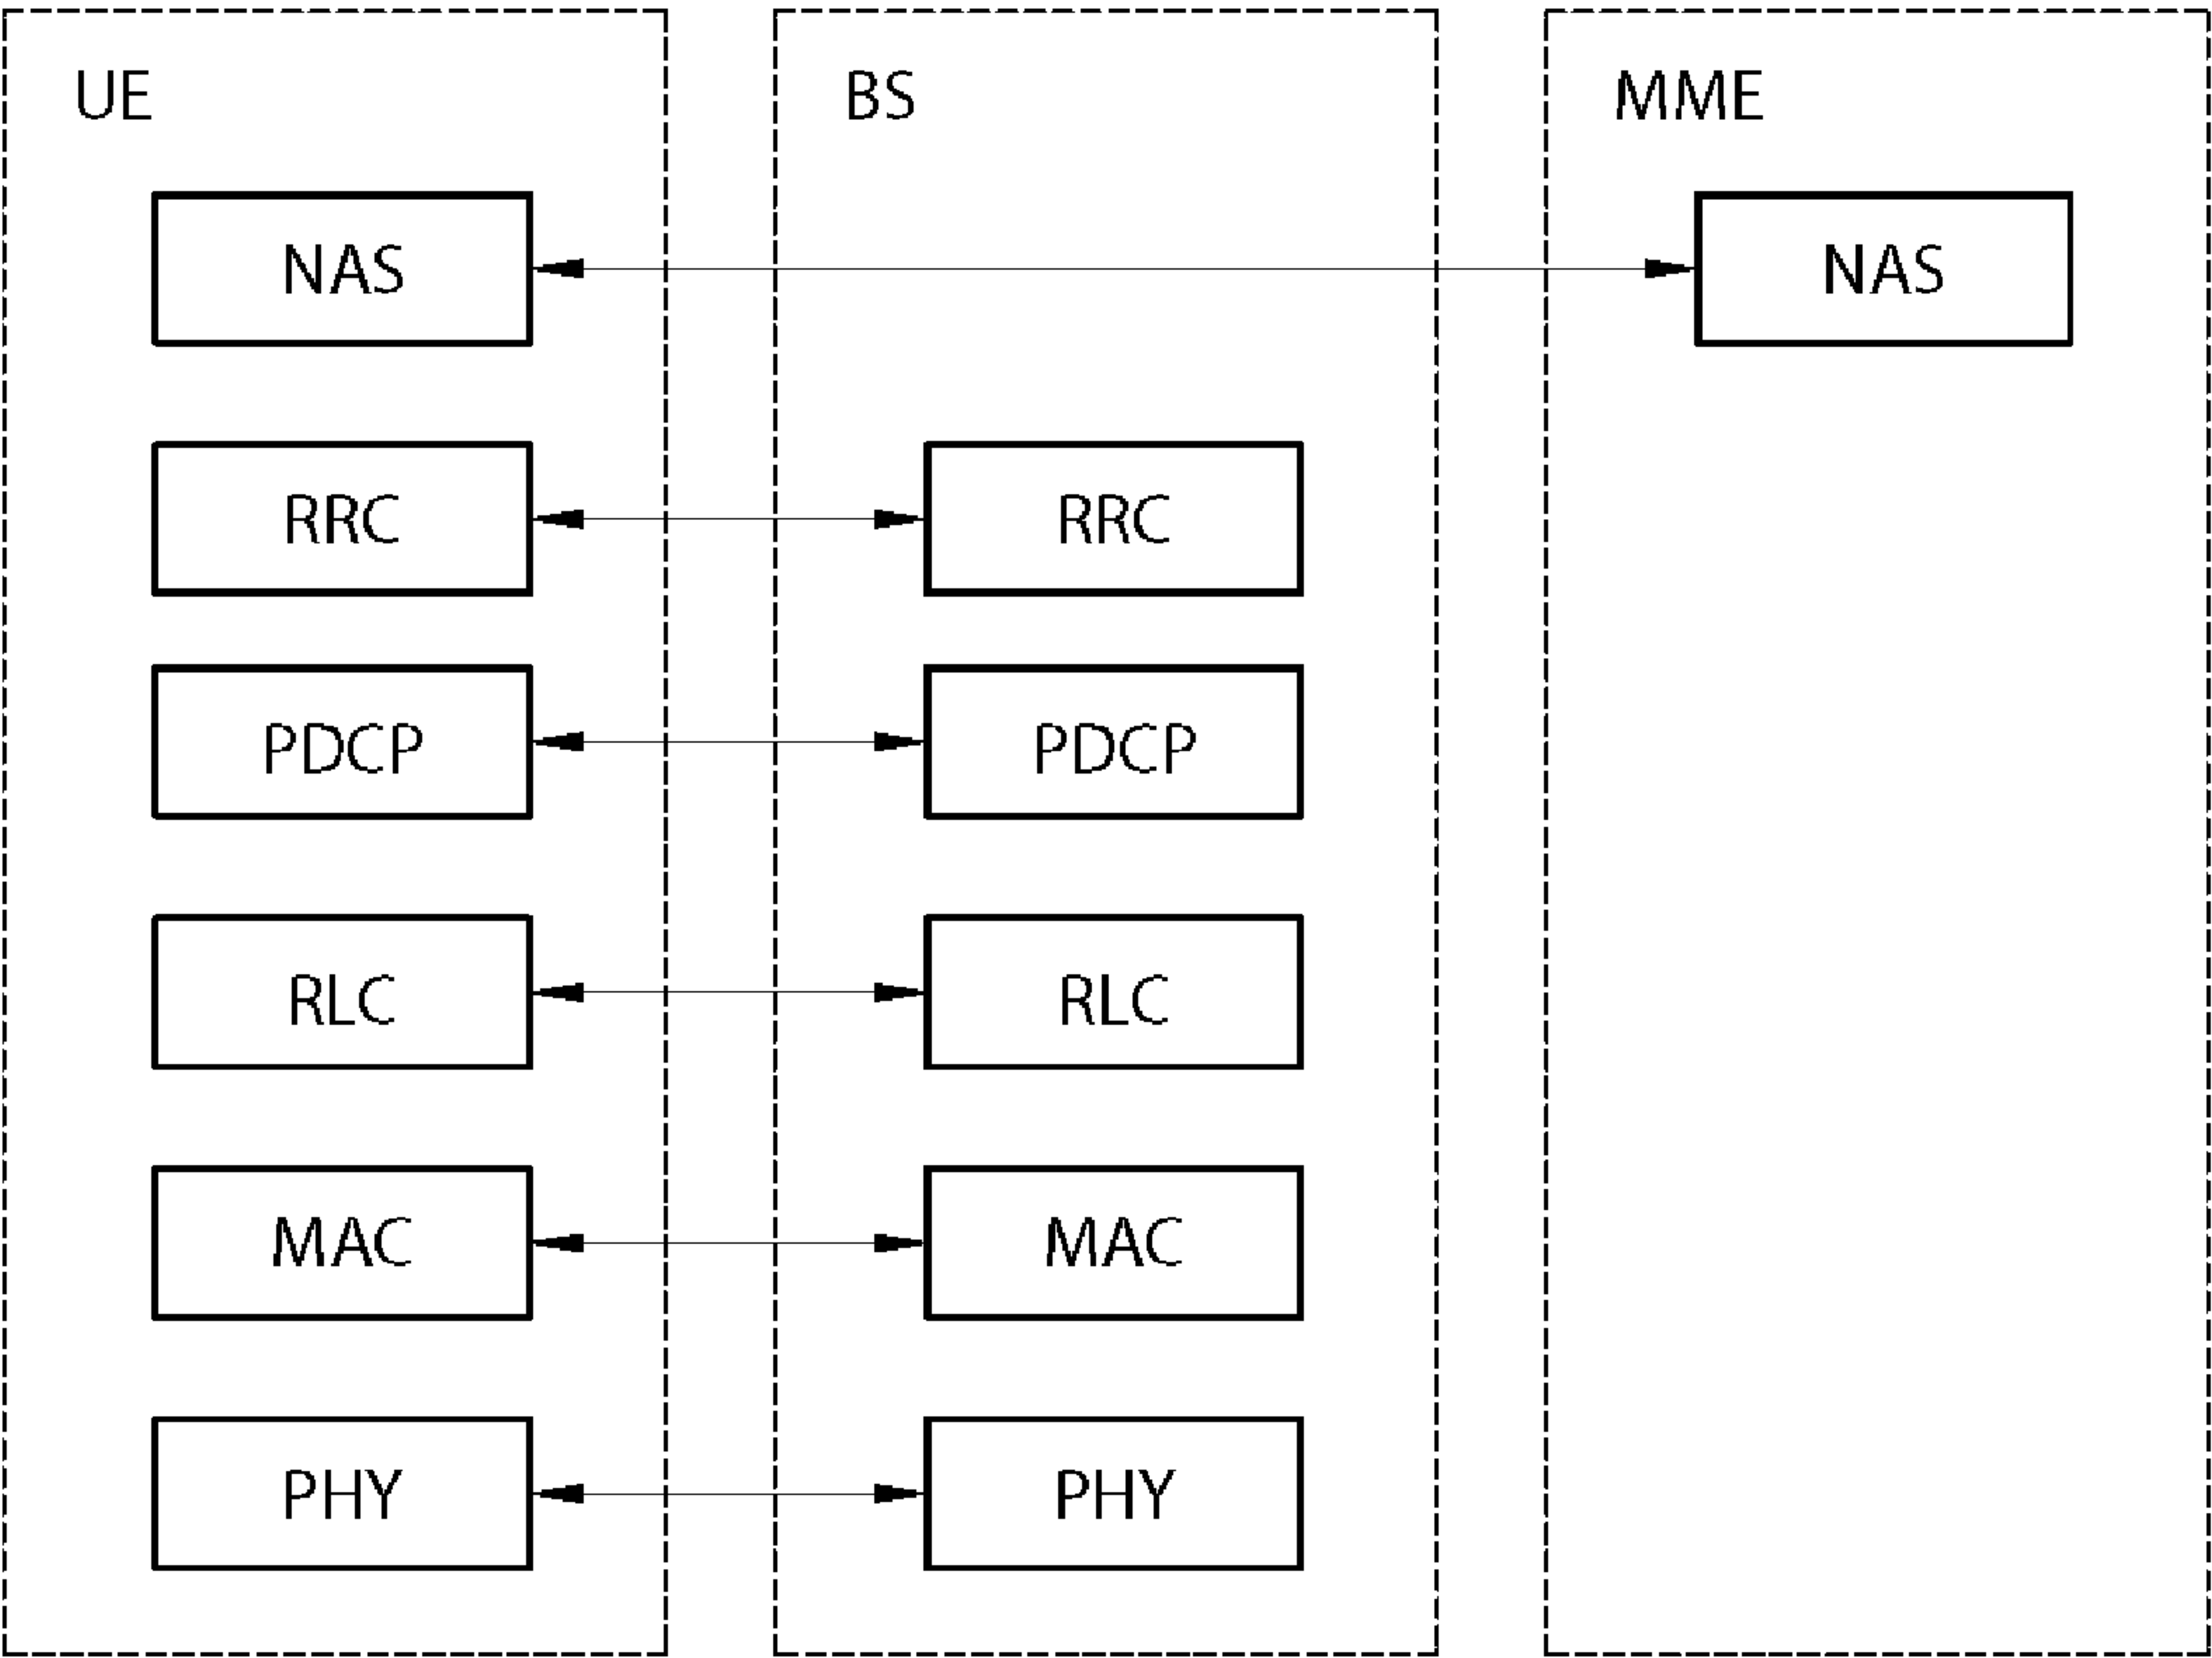 UE BS MME
NAS NAS
RRC RRC
PDCP PDCP
RLC RLC
MAC MAC
PHY PHY